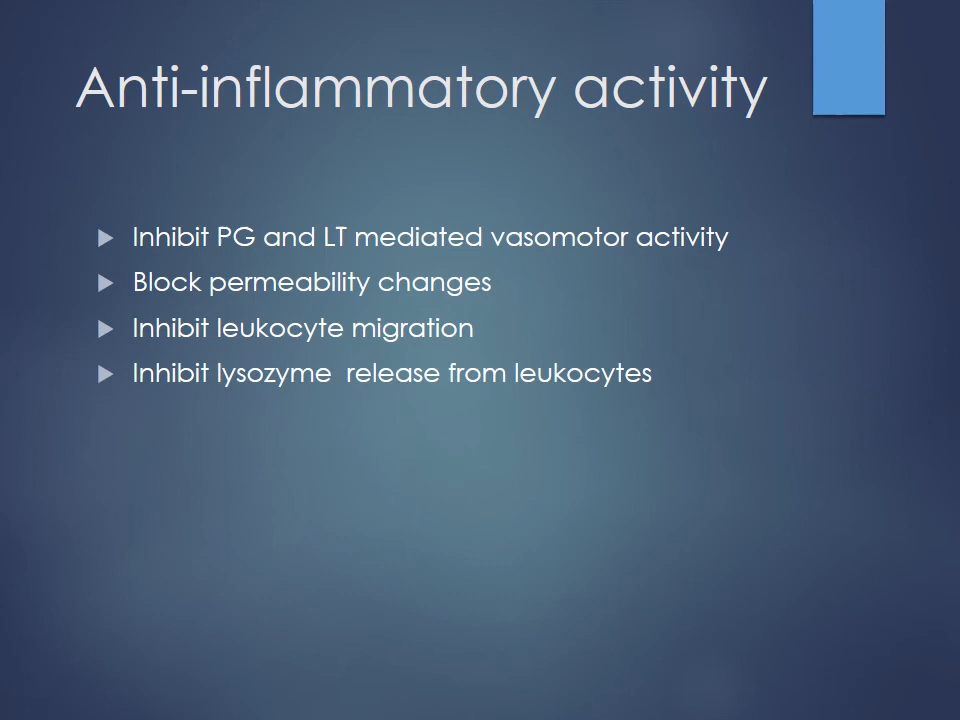 Anti-inflammatory activity
Inhibit PG and LT mediated vasomotor activity
Block permeability changes
Inhibit leukocyte migration
Inhibit lysozyme  release from leukocytes